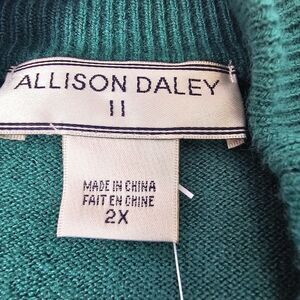 ALLISON DALEY
II
MADE IN CHINA
FAIT EN CHINE
2X